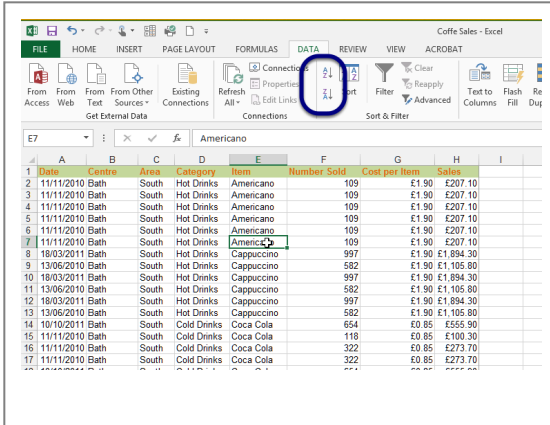 Coffe Sales - Excel
FILE HOME INSERT PAGE LAYOUT FORMULAS DATA REVIEW VIEW ACROBAT
From Access
From Web
From Text
From Other Sources
Get External Data
Existing Connections
Refresh All
Connections
Properties
Edit Links
Connections
A Z
Z A
Sort
Filter
Clear
Reapply
Advanced
Sort & Filter
Text to Columns
Flash Fill
E7 fx Americano
A B C D E F G H I
1 Date Centre Area Category Item Number Sold Cost per Item Sales
2 11/11/2010 Bath South Hot Drinks Americano 109 £1.90 £207.10
3 11/11/2010 Bath South Hot Drinks Americano 109 £1.90 £207.10
4 11/11/2010 Bath South Hot Drinks Americano 109 £1.90 £207.10
5 11/11/2010 Bath South Hot Drinks Americano 109 £1.90 £207.10
6 11/11/2010 Bath South Hot Drinks Americano 109 £1.90 £207.10
7 11/11/2010 Bath South Hot Drinks Americano 109 £1.90 £207.10
8 18/03/2011 Bath South Hot Drinks Cappuccino 997 £1.90 £1,894.30
9 13/06/2010 Bath South Hot Drinks Cappuccino 582 £1.90 £1,105.80
10 18/03/2011 Bath South Hot Drinks Cappuccino 997 £1.90 £1,894.30
11 13/06/2010 Bath South Hot Drinks Cappuccino 582 £1.90 £1,105.80
12 18/03/2011 Bath South Hot Drinks Cappuccino 997 £1.90 £1,894.30
13 13/06/2010 Bath South Hot Drinks Cappuccino 582 £1.90 £1,105.80
14 10/10/2011 Bath South Cold Drinks Coca Cola 654 £0.85 £555.90
15 11/11/2010 Bath South Cold Drinks Coca Cola 118 £0.85 £100.30
16 11/11/2010 Bath South Cold Drinks Coca Cola 322 £0.85 £273.70
17 11/11/2010 Bath South Cold Drinks Coca Cola 322 £0.85 £273.70